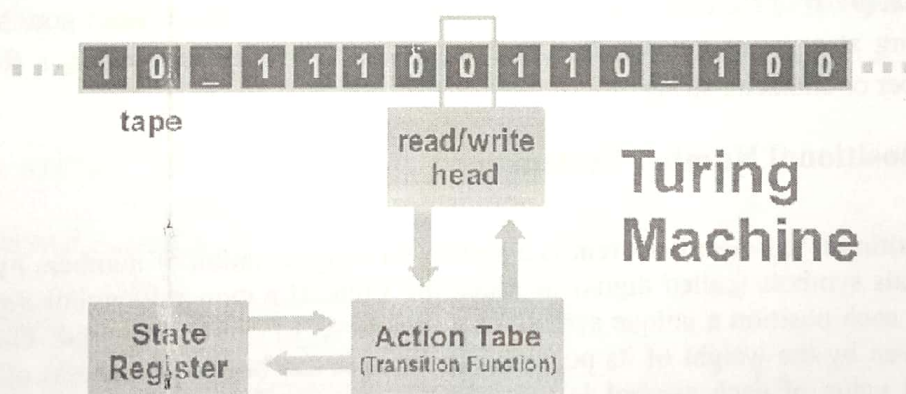 1 0 _ 1 1 1 0 0 1 1 0 _ 1 0 0
tape
read/write
head
Turing
Machine
State
Register
Action Tabe
(Transition Function)